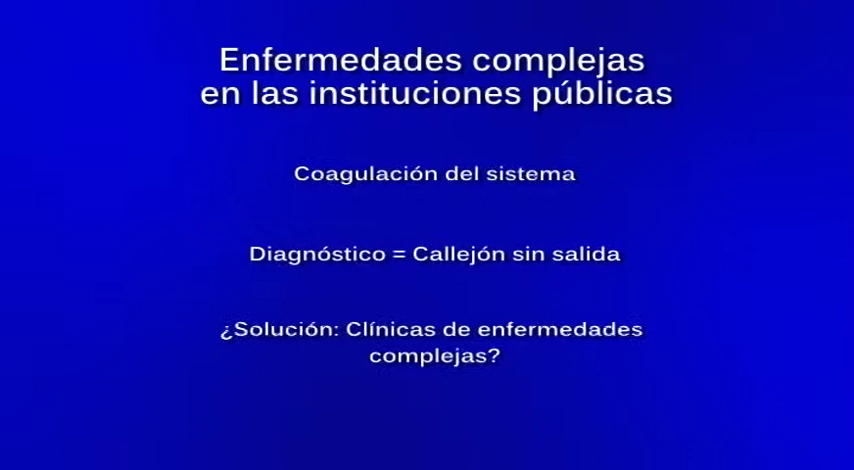 Enfermedades complejas
en las instituciones públicas
Coagulación del sistema
Diagnóstico = Callejón sin salida
¿Solución: Clínicas de enfermedades
complejas?